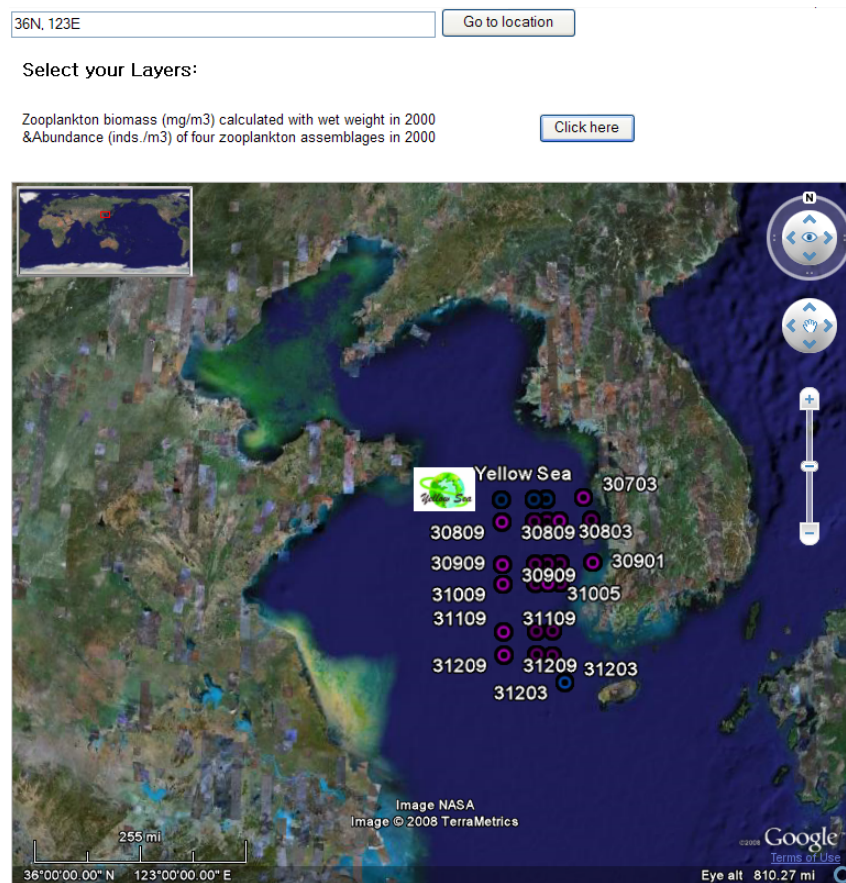 36N, 123E
Go to location
Select your Layers:
Zooplankton biomass (mg/m3) calculated with wet weight in 2000
&Abundance (inds./m3) of four zooplankton assemblages in 2000
Click here
N
Yellow Sea
Yellow Sea
30703
30809
30809
30803
30909
30909
30901
31009
31005
31109
31109
31209
31209
31203
31203
Image NASA
Image © 2008 TerraMetrics
255 mi
©2008 Google
Terms of Use
36°00'00.00" N 123°00'00.00" E
Eye alt 810.27 mi